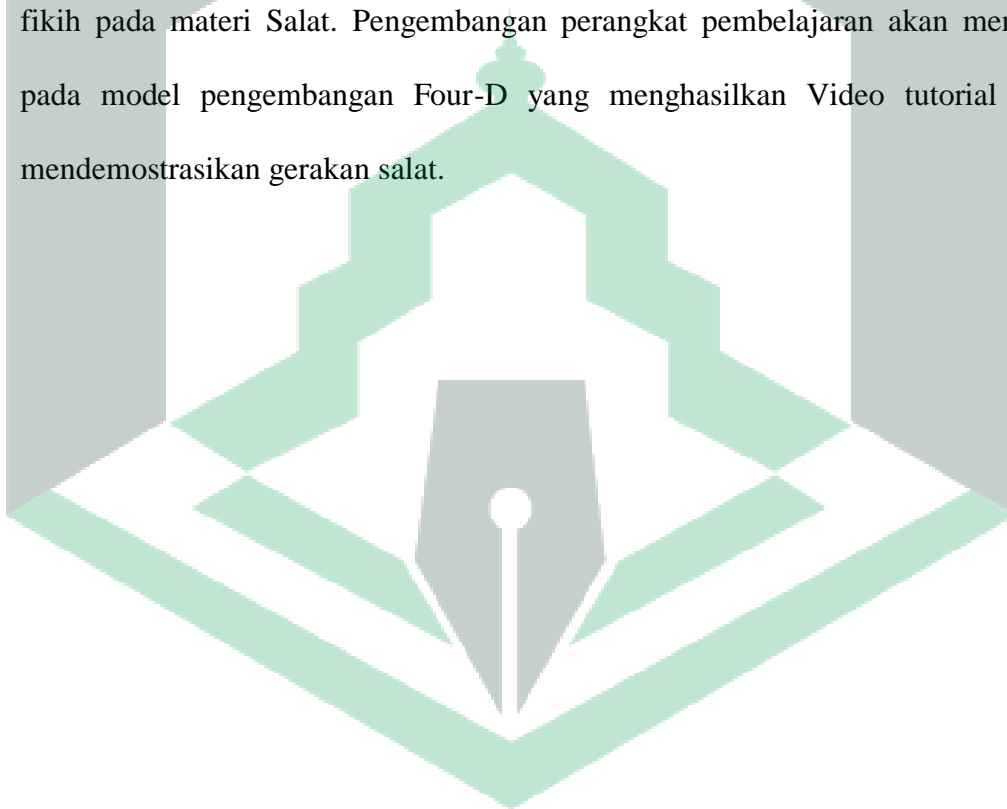 fikih pada materi Salat. Pengembangan perangkat pembelajaran akan
pada model pengembangan Four-D yang menghasilkan Video tutorial
mendemostrasikan gerakan salat.